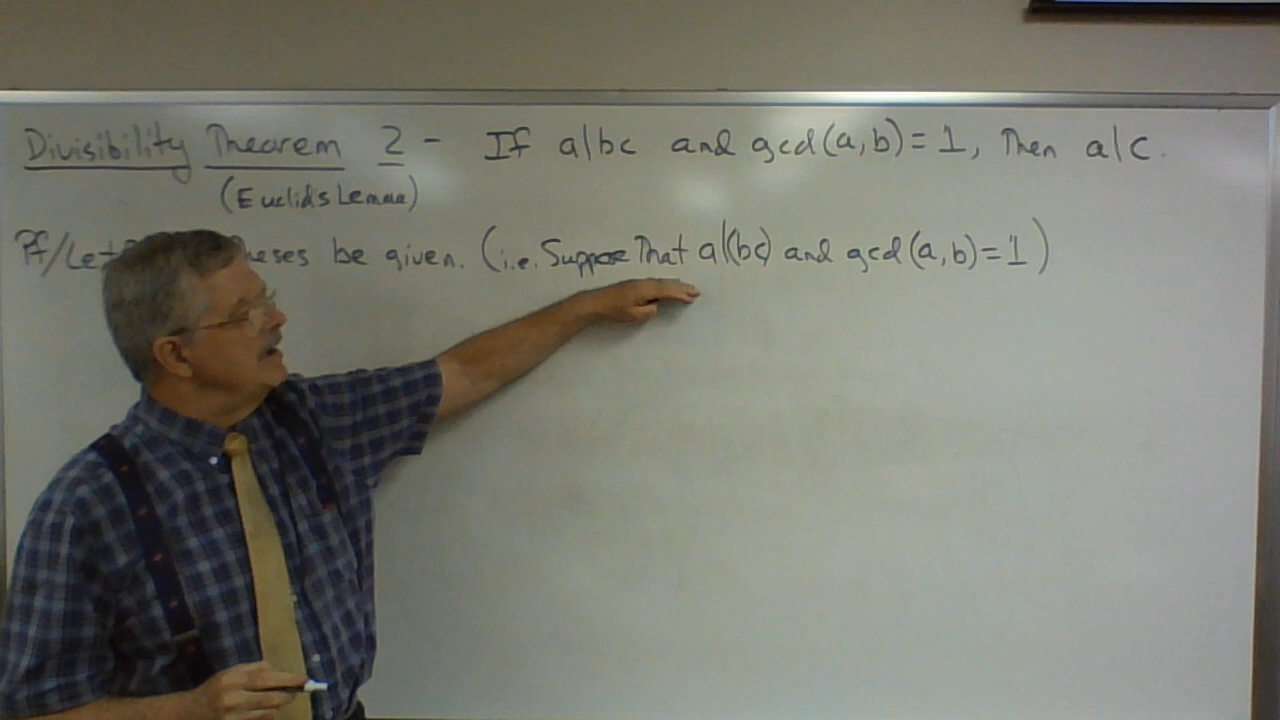 Divisibility Theorem 2 - If a|bc and gcd(a,b)=1, Then a|c.
(Euclid's Lemma)
Pf/Let be given. (i.e. Suppose That a|(bc) and gcd(a,b)=1)